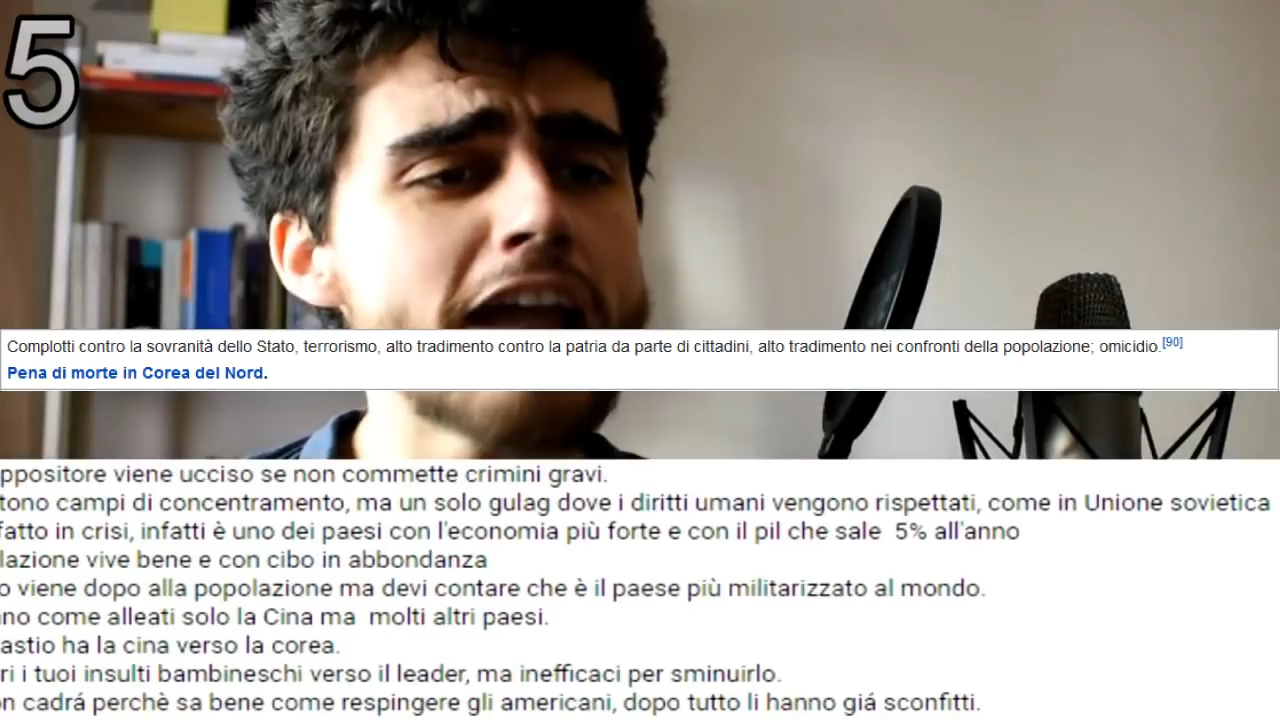 5
Complotti contro la sovranità dello Stato, terrorismo, alto tradimento contro la patria da parte di cittadini, alto tradimento nei confronti della popolazione; omicidio.[90]
Pena di morte in Corea del Nord.
ppositore viene ucciso se non commette crimini gravi.
tono campi di concentramento, ma un solo gulag dove i diritti umani vengono rispettati, come in Unione sovietica
fatto in crisi, infatti è uno dei paesi con l'economia più forte e con il pil che sale 5% all'anno
lazione vive bene e con cibo in abbondanza
o viene dopo alla popolazione ma devi contare che è il paese più militarizzato al mondo.
no come alleati solo la Cina ma molti altri paesi.
astio ha la cina verso la corea.
ri i tuoi insulti bambineschi verso il leader, ma inefficaci per sminuirlo.
n cadrá perchè sa bene come respingere gli americani, dopo tutto li hanno giá sconfitti.